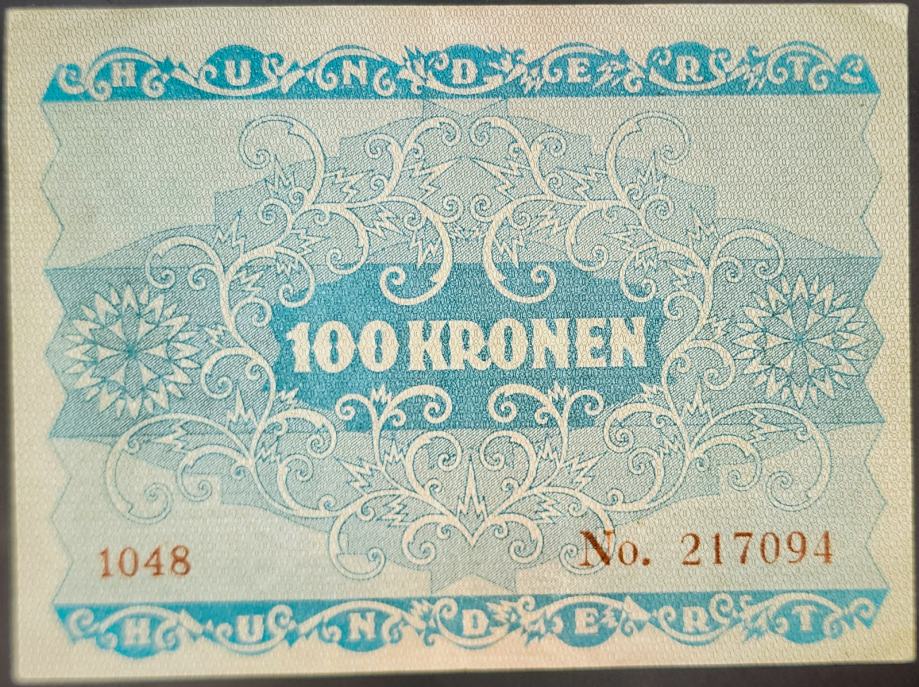 HUNDERT
100 KRONEN
1048 No. 217094
HUNDERT